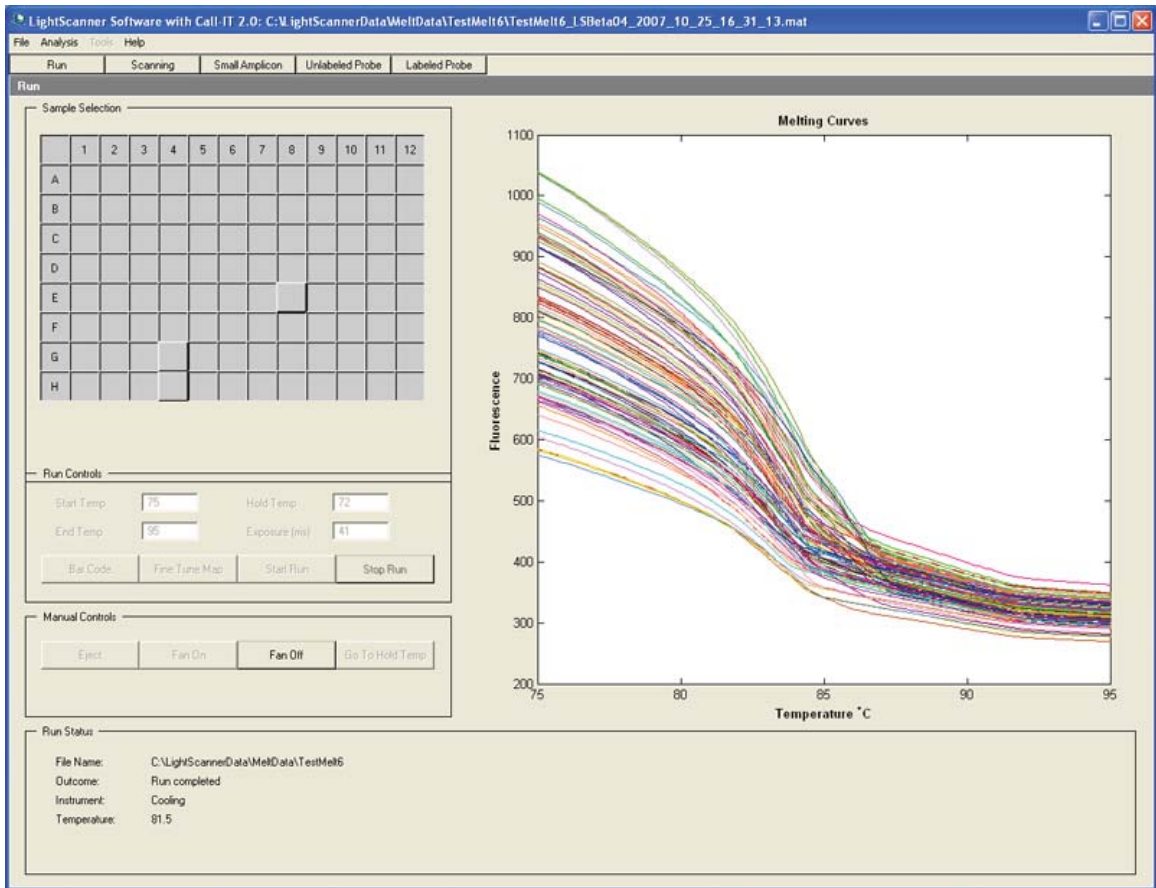 LightScanner Software with Call-IT 2.0: C:\LightScannerData\MeltData\TestMelt6\TestMelt6_LSBeta04_2007_10_25_16_31_13.mat
File Analysis Tools Help
Run Scanning Small Amplicon Unlabeled Probe Labeled Probe
Run
Sample Selection
1 2 3 4 5 6 7 8 9 10 11 12
A
B
C
D
E
F
G
H
Run Controls
Start Temp 75 Hold Temp 72
End Temp 95 Exposure (ms) 41
Bar Code... Fine Tune Map Start Run Stop Run
Manual Controls
Eject Fan On Fan Off Go To Hold Temp
Melting Curves
1100
1000
900
800
700
600
500
400
300
200
Fluorescence
75 80 85 90 95
Temperature °C
Run Status
File Name: C:\LightScannerData\MeltData\TestMelt6
Outcome: Run completed
Instrument: Cooling
Temperature: 81.5